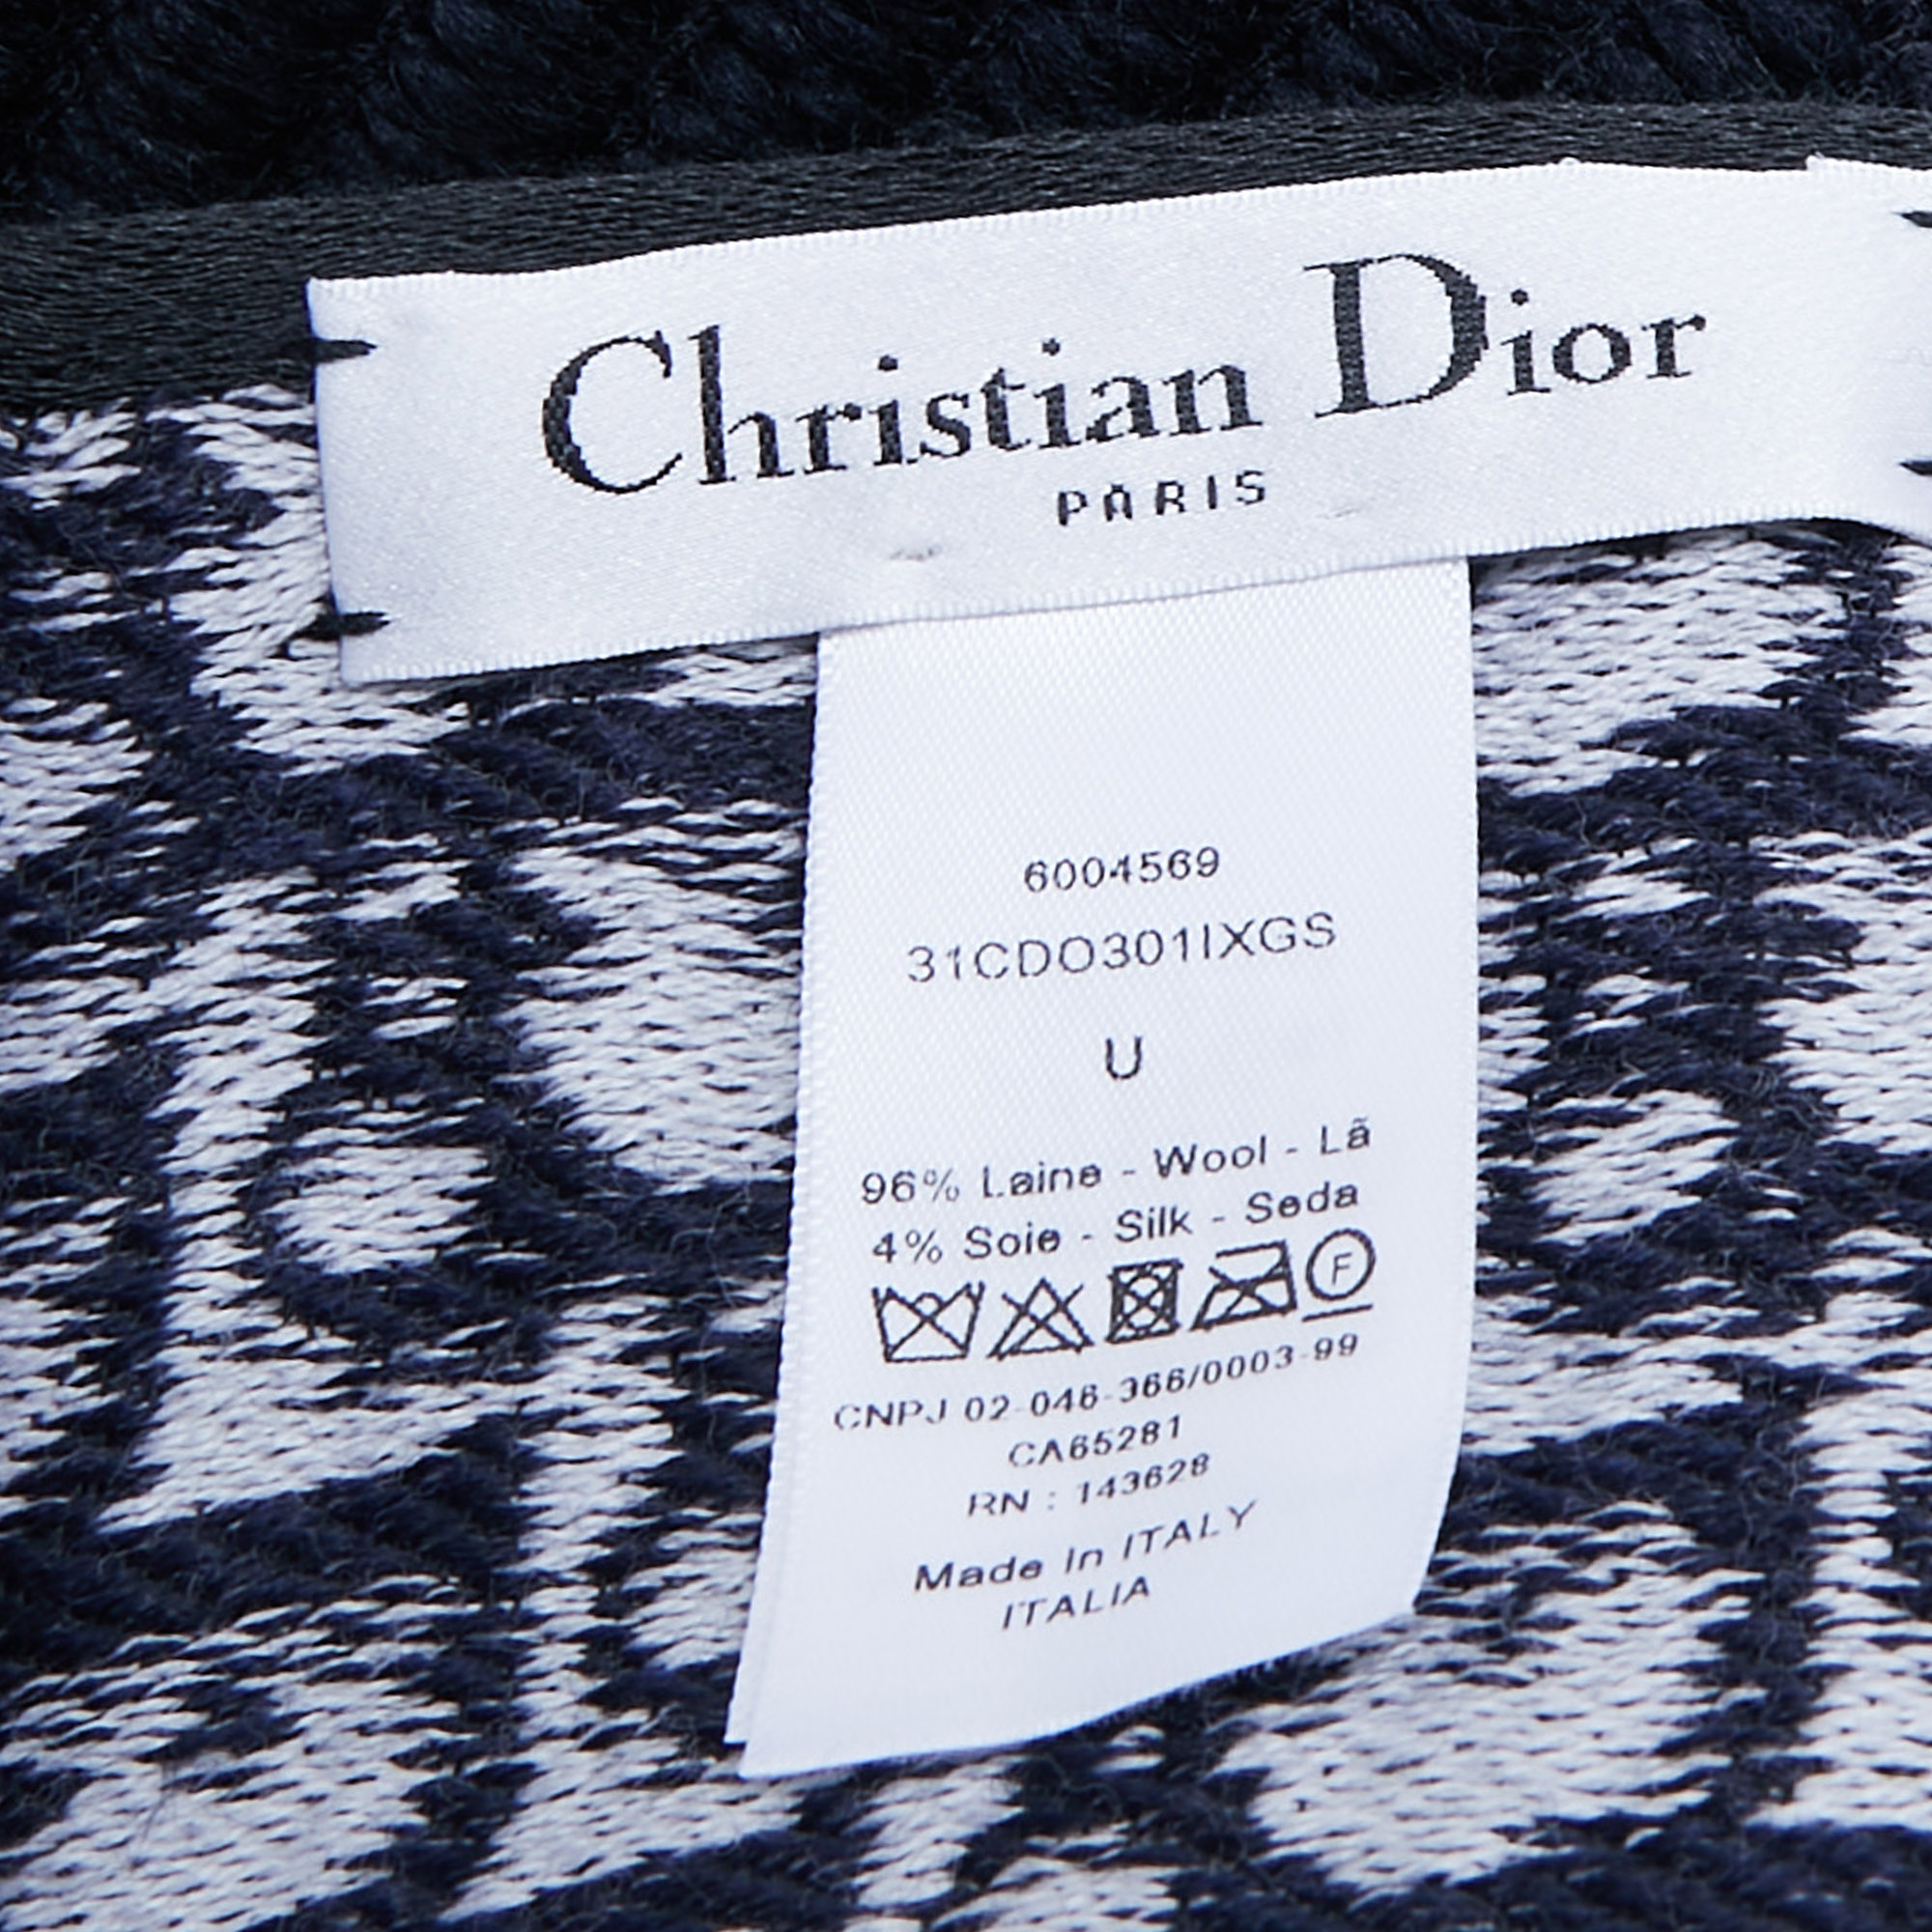 Christian Dior
PARIS
6004569
31CDO301IXGS
U
96% Laine - Wool - Lã
4% Soie - Silk - Seda
F
CNPJ 02-046-366/0003-99
CA65281
RN : 143628
Made In ITALY
ITALIA